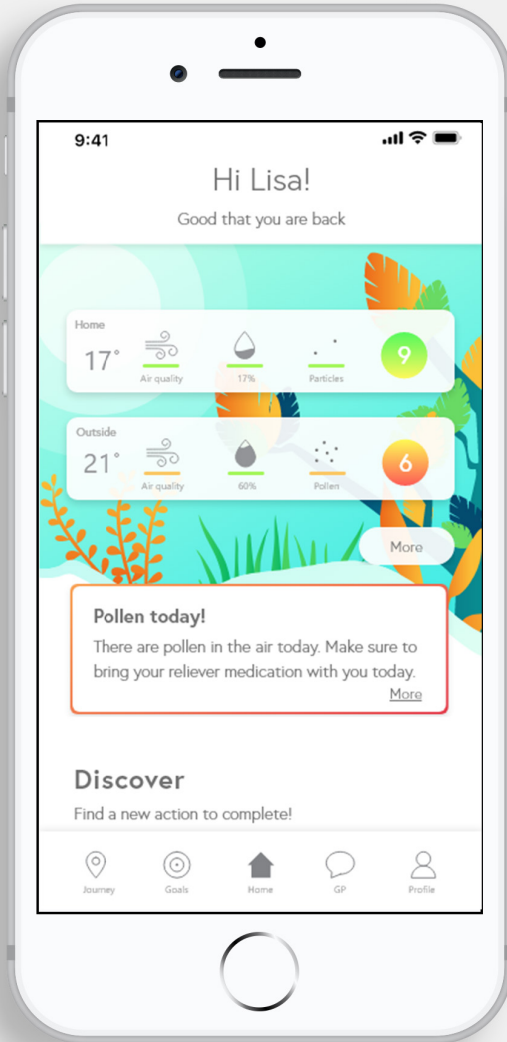 9:41
Hi Lisa!
Good that you are back
Home
17°
Air quality
17%
Particles
9
Outside
21°
Air quality
60%
Pollen
6
More
Pollen today!
There are pollen in the air today. Make sure to
bring your reliever medication with you today.
More
Discover
Find a new action to complete!
Journey
Goals
Home
GP
Profile